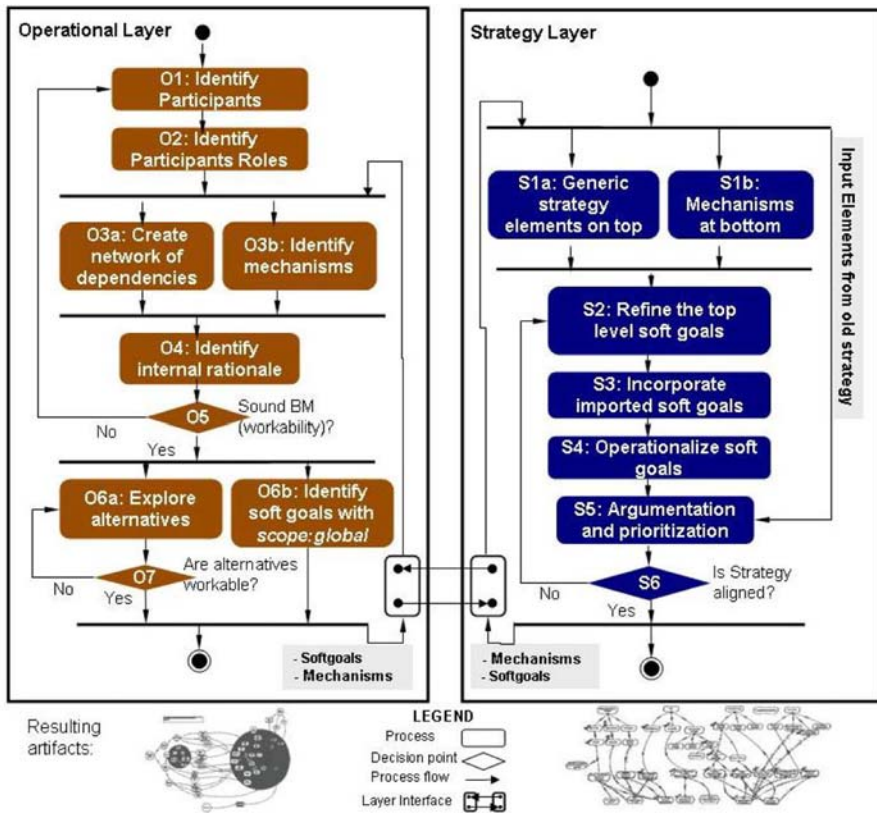 Operational Layer
O1: Identify
Participants
O2: Identify
Participants Roles
O3a: Create
network of
dependencies
O3b: Identify
mechanisms
O4: Identify
internal rationale
O5
Sound BM
(workability)?
No
Yes
O6a: Explore
alternatives
O6b: Identify
soft goals with
scope:global
O7
Are alternatives
workable?
No
Yes
- Softgoals
- Mechanisms
Strategy Layer
S1a: Generic
strategy
elements on top
S1b:
Mechanisms
at bottom
Input Elements from old strategy
S2: Refine the top
level soft goals
S3: Incorporate
imported soft goals
S4: Operationalize soft
goals
S5: Argumentation
and prioritization
S6
Is Strategy
aligned?
No
Yes
- Mechanisms
- Softgoals
Resulting
artifacts:
LEGEND
Process
Decision point
Process flow
Layer Interface